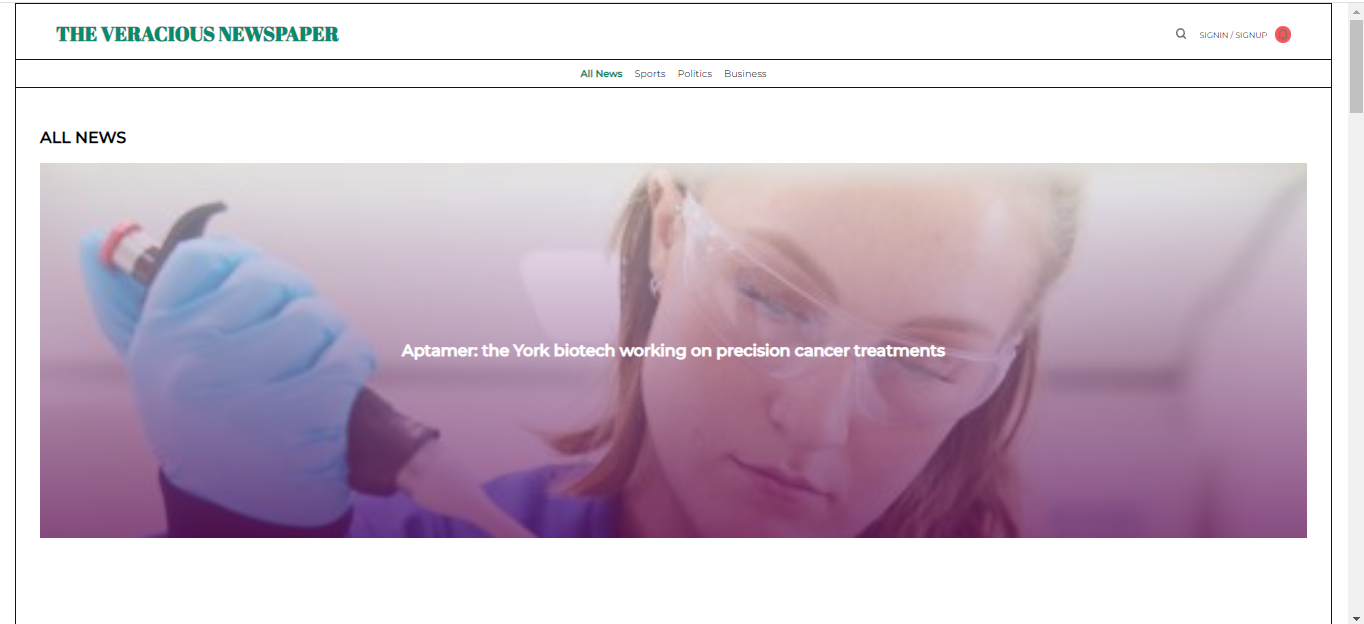 THE VERACIOUS NEWSPAPER
SIGNIN / SIGNUP
All News Sports Politics Business
ALL NEWS
Aptamer: the York biotech working on precision cancer treatments